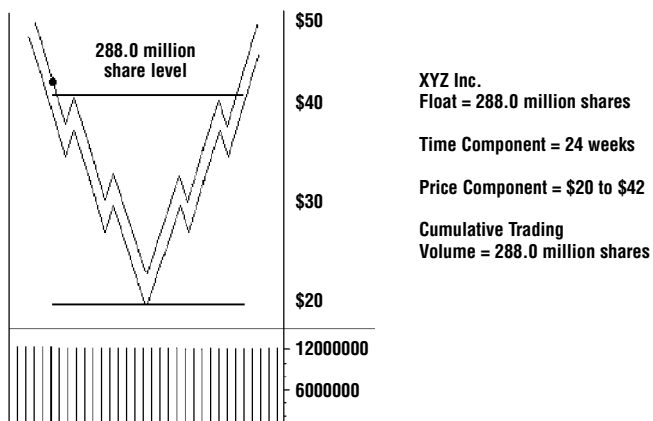 $50
288.0 million
share level
$40
$30
$20
12000000
6000000
XYZ Inc.
Float = 288.0 million shares
Time Component = 24 weeks
Price Component = $20 to $42
Cumulative Trading
Volume = 288.0 million shares